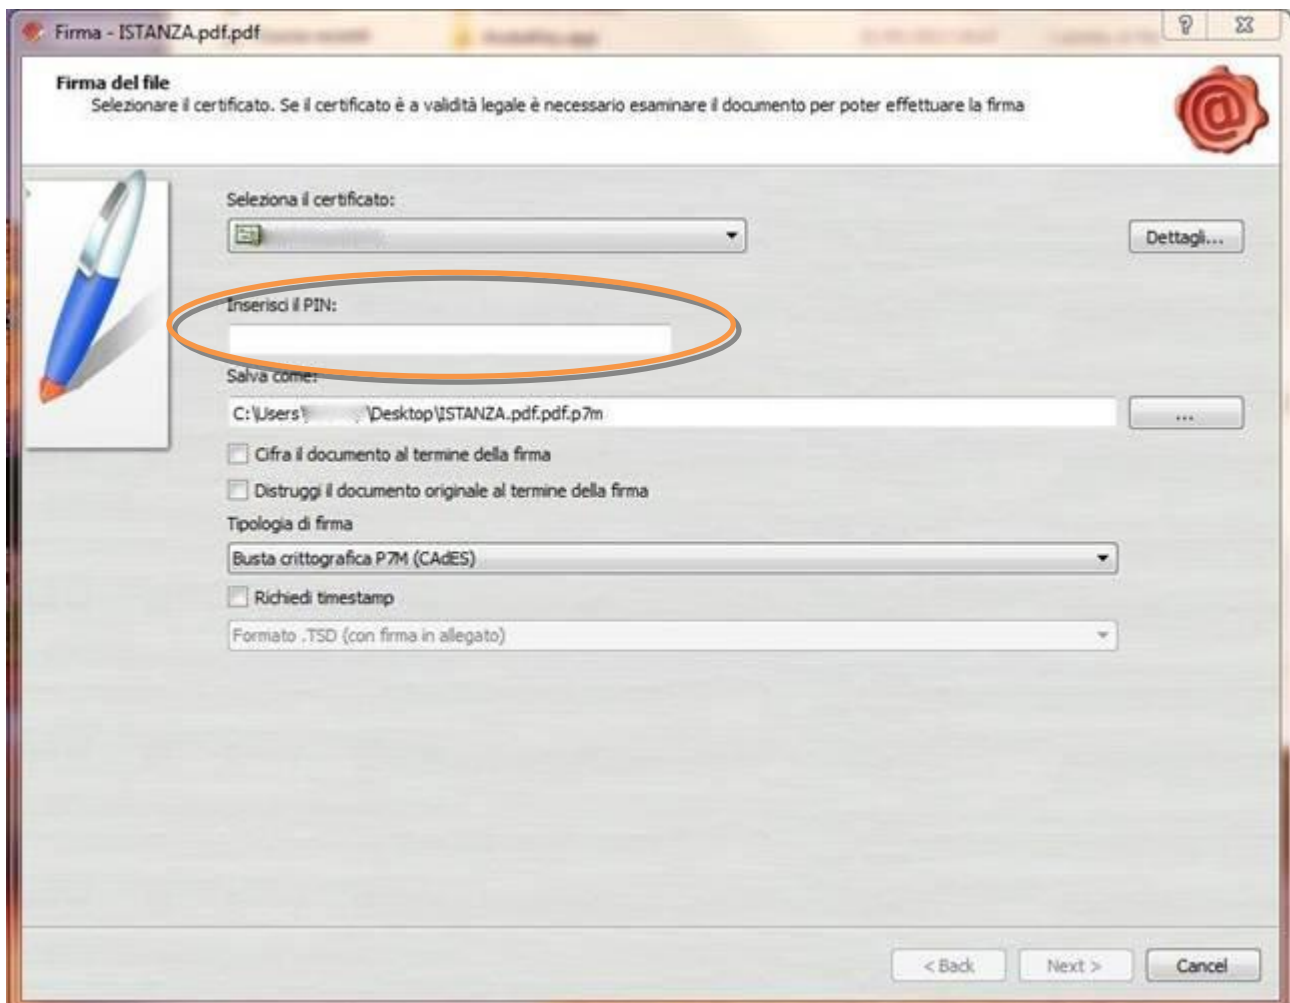 Firma - ISTANZA.pdf.pdf
Firma del file
Selezionare il certificato. Se il certificato è a validità legale è necessario esaminare il documento per poter effettuare la firma
Seleziona il certificato:
Dettagli...
Inserisci il PIN:
Salva come:
C:\Users\ \Desktop\ISTANZA.pdf.pdf.p7m
...
Cifra il documento al termine della firma
Distruggi il documento originale al termine della firma
Tipologia di firma
Busta crittografica P7M (CAdES)
Richiedi timestamp
Formato .TSD (con firma in allegato)
< Back Next > Cancel